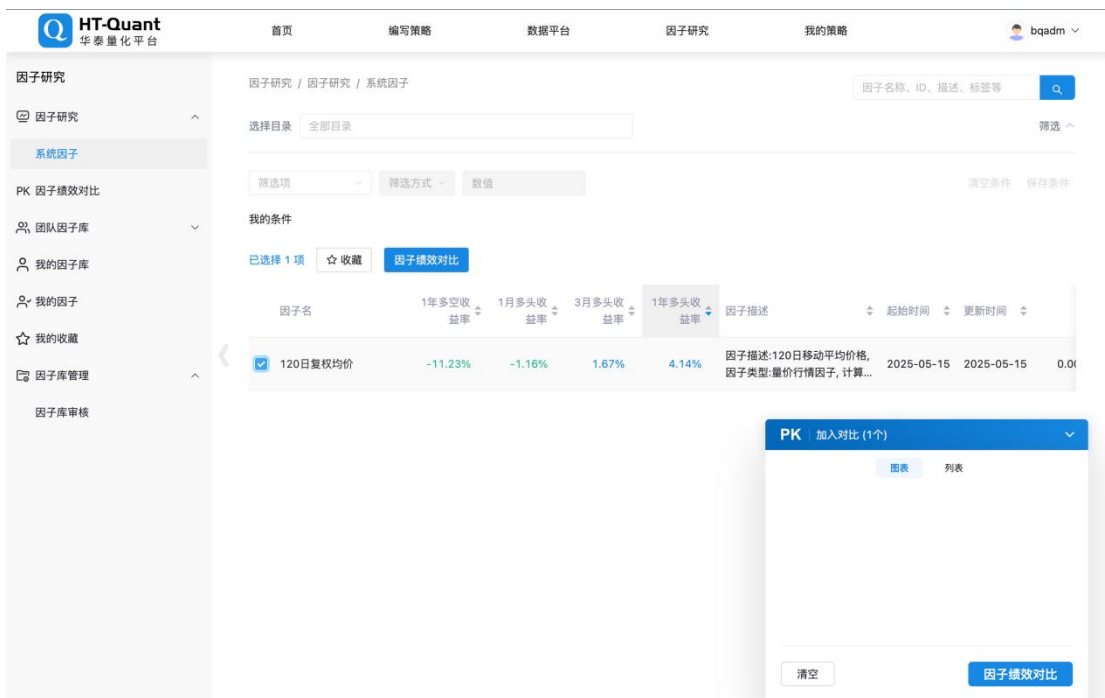 HT-Quant
华泰量化平台
首页
编写策略
数据平台
因子研究
我的策略
bqadm
因子研究
因子研究
系统因子
PK 因子绩效对比
团队因子库
我的因子库
我的因子
我的收藏
因子库管理
因子库审核
因子研究 / 因子研究 / 系统因子
因子名称、ID、描述、标签等
选择目录 全部目录
筛选
筛选项
筛选方式
数值
清空条件
保存条件
我的条件
已选择 1 项
收藏
因子绩效对比
因子名
1年多空收
益率
1月多头收
益率
3月多头收
益率
1年多头收
益率
因子描述
起始时间
更新时间
120日复权均价
-11.23%
-1.16%
1.67%
4.14%
因子描述:120日移动平均价格,
因子类型:量价行情因子, 计算...
2025-05-15
2025-05-15
PK 加入对比 (1个)
图表
列表
清空
因子绩效对比